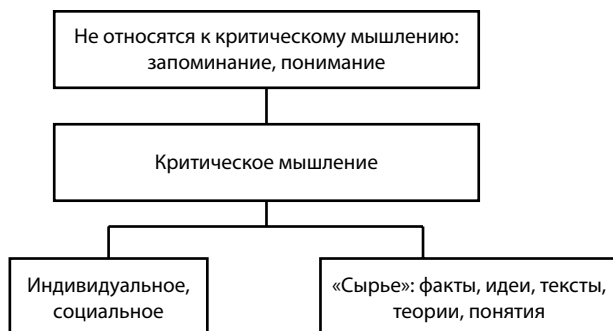 Не относятся к критическому мышлению:
запоминание, понимание
Критическое мышление
Индивидуальное,
социальное
«Сырье»: факты, идеи, тексты,
теории, понятия